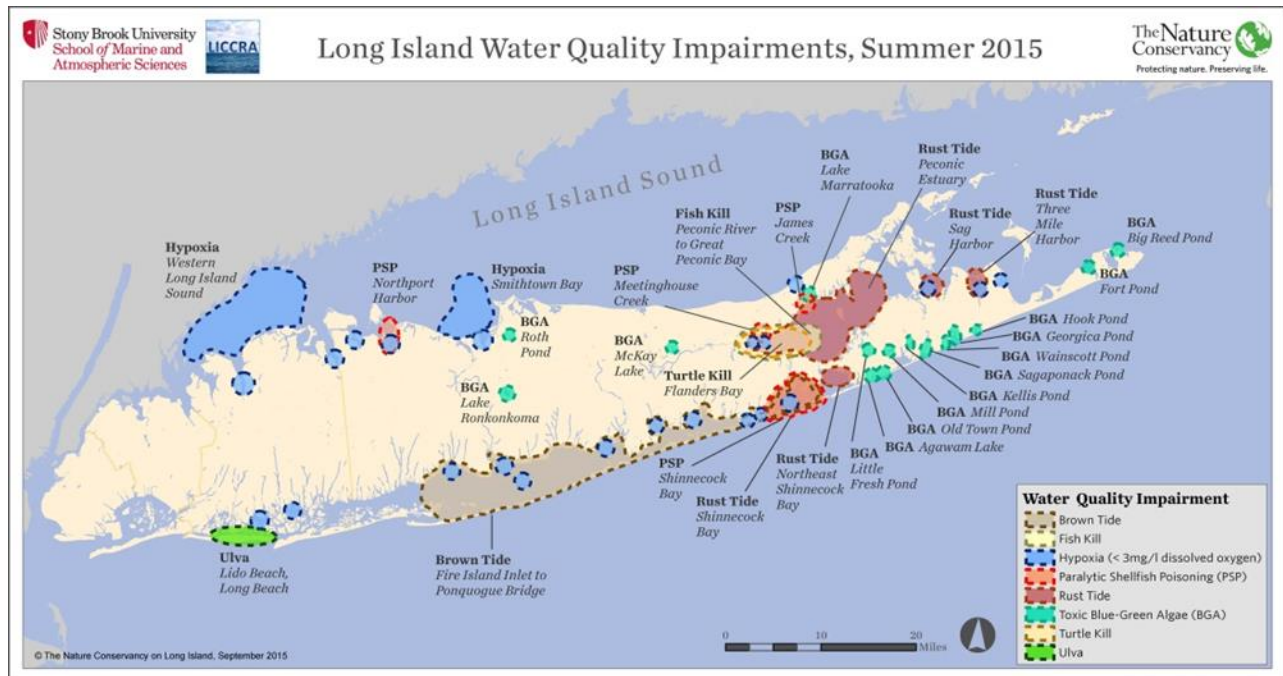 Stony Brook University
School of Marine and
Atmospheric Sciences
LICCRA
Long Island Water Quality Impairments, Summer 2015
The Nature
Conservancy
Protecting nature. Preserving life.
Long Island Sound
Hypoxia
Western
Long Island
Sound
PSP
Northport
Harbor
Hypoxia
Smithtown Bay
BGA
Roth
Pond
BGA
Lake
Ronkonkoma
PSP
Meetinghouse
Creek
BGA
McKay
Lake
Fish Kill
Peconic River
to Great
Peconic Bay
Turtle Kill
Flanders Bay
PSP
James
Creek
BGA
Lake
Marratooka
Rust Tide
Peconic
Estuary
Rust Tide
Sag
Harbor
Rust Tide
Three
Mile
Harbor
BGA
Big Reed Pond
BGA
Fort Pond
BGA Hook Pond
BGA Georgica Pond
BGA Wainscott Pond
BGA Sagaponack Pond
BGA Kellis Pond
BGA Mill Pond
BGA Old Town Pond
BGA Agawam Lake
BGA
Little
Fresh Pond
Rust Tide
Northeast
Shinnecock
Bay
Rust Tide
Shinnecock
Bay
PSP
Shinnecock
Bay
Brown Tide
Fire Island Inlet to
Ponquogue Bridge
Ulva
Lido Beach,
Long Beach
Water Quality Impairment
Brown Tide
Fish Kill
Hypoxia (< 3mg/l dissolved oxygen)
Paralytic Shellfish Poisoning (PSP)
Rust Tide
Toxic Blue-Green Algae (BGA)
Turtle Kill
Ulva
0 10 20
Miles
© The Nature Conservancy on Long Island, September 2015